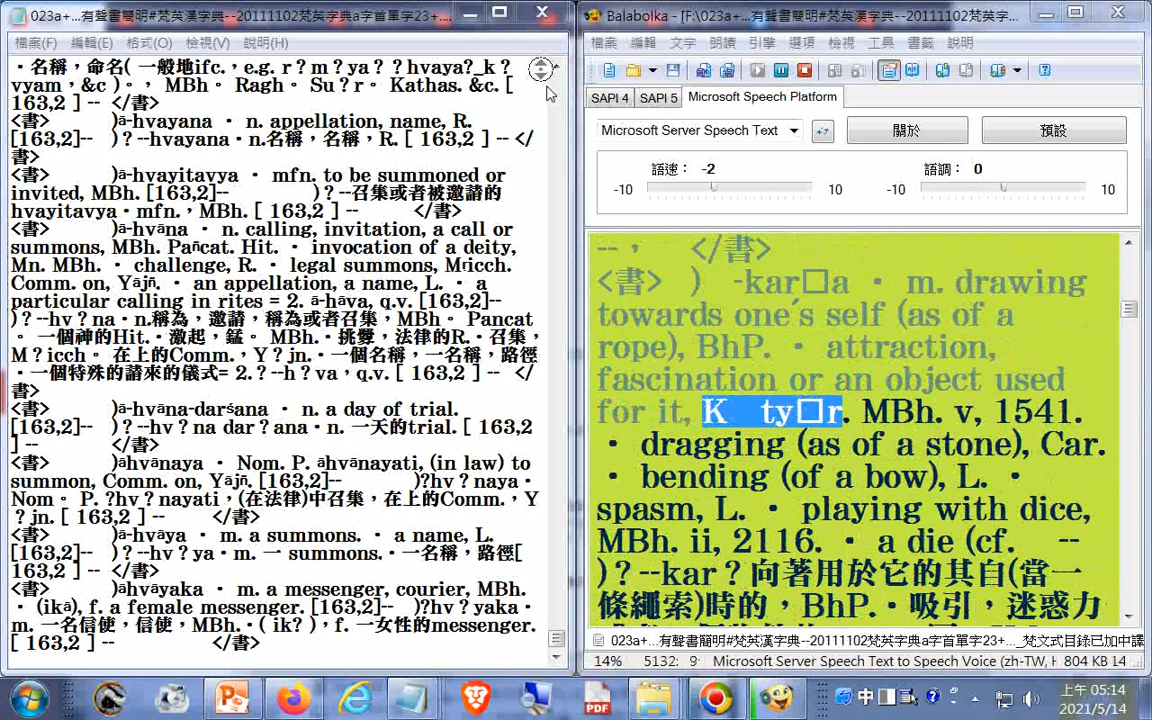 023a+...有聲書簡明#梵英漢字典--20111102梵英字典a字首單字23+...
檔案(F) 編輯(E) 格式(O) 檢視(V) 說明(H)
‧名稱，命名( 一般地ifc.，e.g. r？m？ya？？hvaya?_k？
vyam，&c )。， MBh。Ragh。Su？r。Kathas. &c. [
163,2 ] -- </書>
<書> )ā-hvayana ‧ n. appellation, name, R.
[163,2]-- )？--hvayana‧n.名稱，名稱，R. [ 163,2 ] -- </
書>
<書> )ā-hvayitavya ‧ mfn. to be summoned or
invited, MBh. [163,2]-- )？--召集或者被邀請的
hvayitavya‧mfn.，MBh. [ 163,2 ] -- </書>
<書> )ā-hvāna ‧ n. calling, invitation, a call or
summons, MBh. Pañcat. Hit. ‧ invocation of a deity,
Mn. MBh. ‧ challenge, R. ‧ legal summons, Mṛicch.
Comm. on, Yājñ. ‧ an appellation, a name, L. ‧ a
particular calling in rites = 2. ā-hāva, q.v. [163,2]--
)？--hv？na‧n.稱為，邀請，稱為或者召集，MBh。Pancat
。一個神的Hit.‧激起，錳。 MBh.‧挑釁，法律的R.‧召集，
M？icch。 在上的Comm.，Y？jn.‧一個名稱，一名稱，路徑
‧一個特殊的請來的儀式= 2.？--h？va，q.v. [ 163,2 ] -- </
書>
<書> )ā-hvāna-darśana ‧ n. a day of trial.
[163,2]-- )？--hv？na dar？ana‧n. 一天的trial. [ 163,2
] -- </書>
<書> )āhvānaya ‧ Nom. P. āhvānayati, (in law) to
summon, Comm. on, Yājñ. [163,2]-- )?hv？naya‧
Nom。P. ?hv？nayati，(在法律)中召集，在上的Comm.，Y
？jn. [ 163,2 ] -- </書>
<書> )ā-hvāya ‧ m. a summons. ‧ a name, L.
[163,2]-- )？--hv？ya‧m. 一 summons.‧一名稱，路徑[
163,2 ] -- </書>
<書> )āhvāyaka ‧ m. a messenger, courier, MBh.
‧ (ikā), f. a female messenger. [163,2]-- )?hv？yaka‧
m. 一名信使，信使，MBh.‧( ik？)，f. 一女性的messenger.
[ 163,2 ] -- </書>
Balabolka - [F:\023a+...有聲書簡明#梵英漢字典--20111102梵英字...
檔案 編輯 文字 朗讀 引擎 選項 檢視 工具 書籤 說明
SAPI 4 SAPI 5 Microsoft Speech Platform
Microsoft Server Speech Text 關於 預設
語速： -2 語調： 0
-10 10 -10 10
--， </書>
<書> ) -kar□a ‧ m. drawing
towards one´s self (as of a
rope), BhP. ‧ attraction,
fascination or an object used
for it, K ty□r. MBh. v, 1541.
‧ dragging (as of a stone), Car.
‧ bending (of a bow), L. ‧
spasm, L. ‧ playing with dice,
MBh. ii, 2116. ‧ a die (cf. --
)？--kar？向著用於它的其自(當一
條繩索)時的，BhP.‧吸引，迷惑力
023a+...有聲書簡明#梵英漢字典--20111102梵英字典a字首單字23+..._梵文式目錄已加中譯
14% 5132: 9 Microsoft Server Speech Text to Speech Voice (zh-TW, H 804 KB 14
中
上午 05:14
2021/5/14